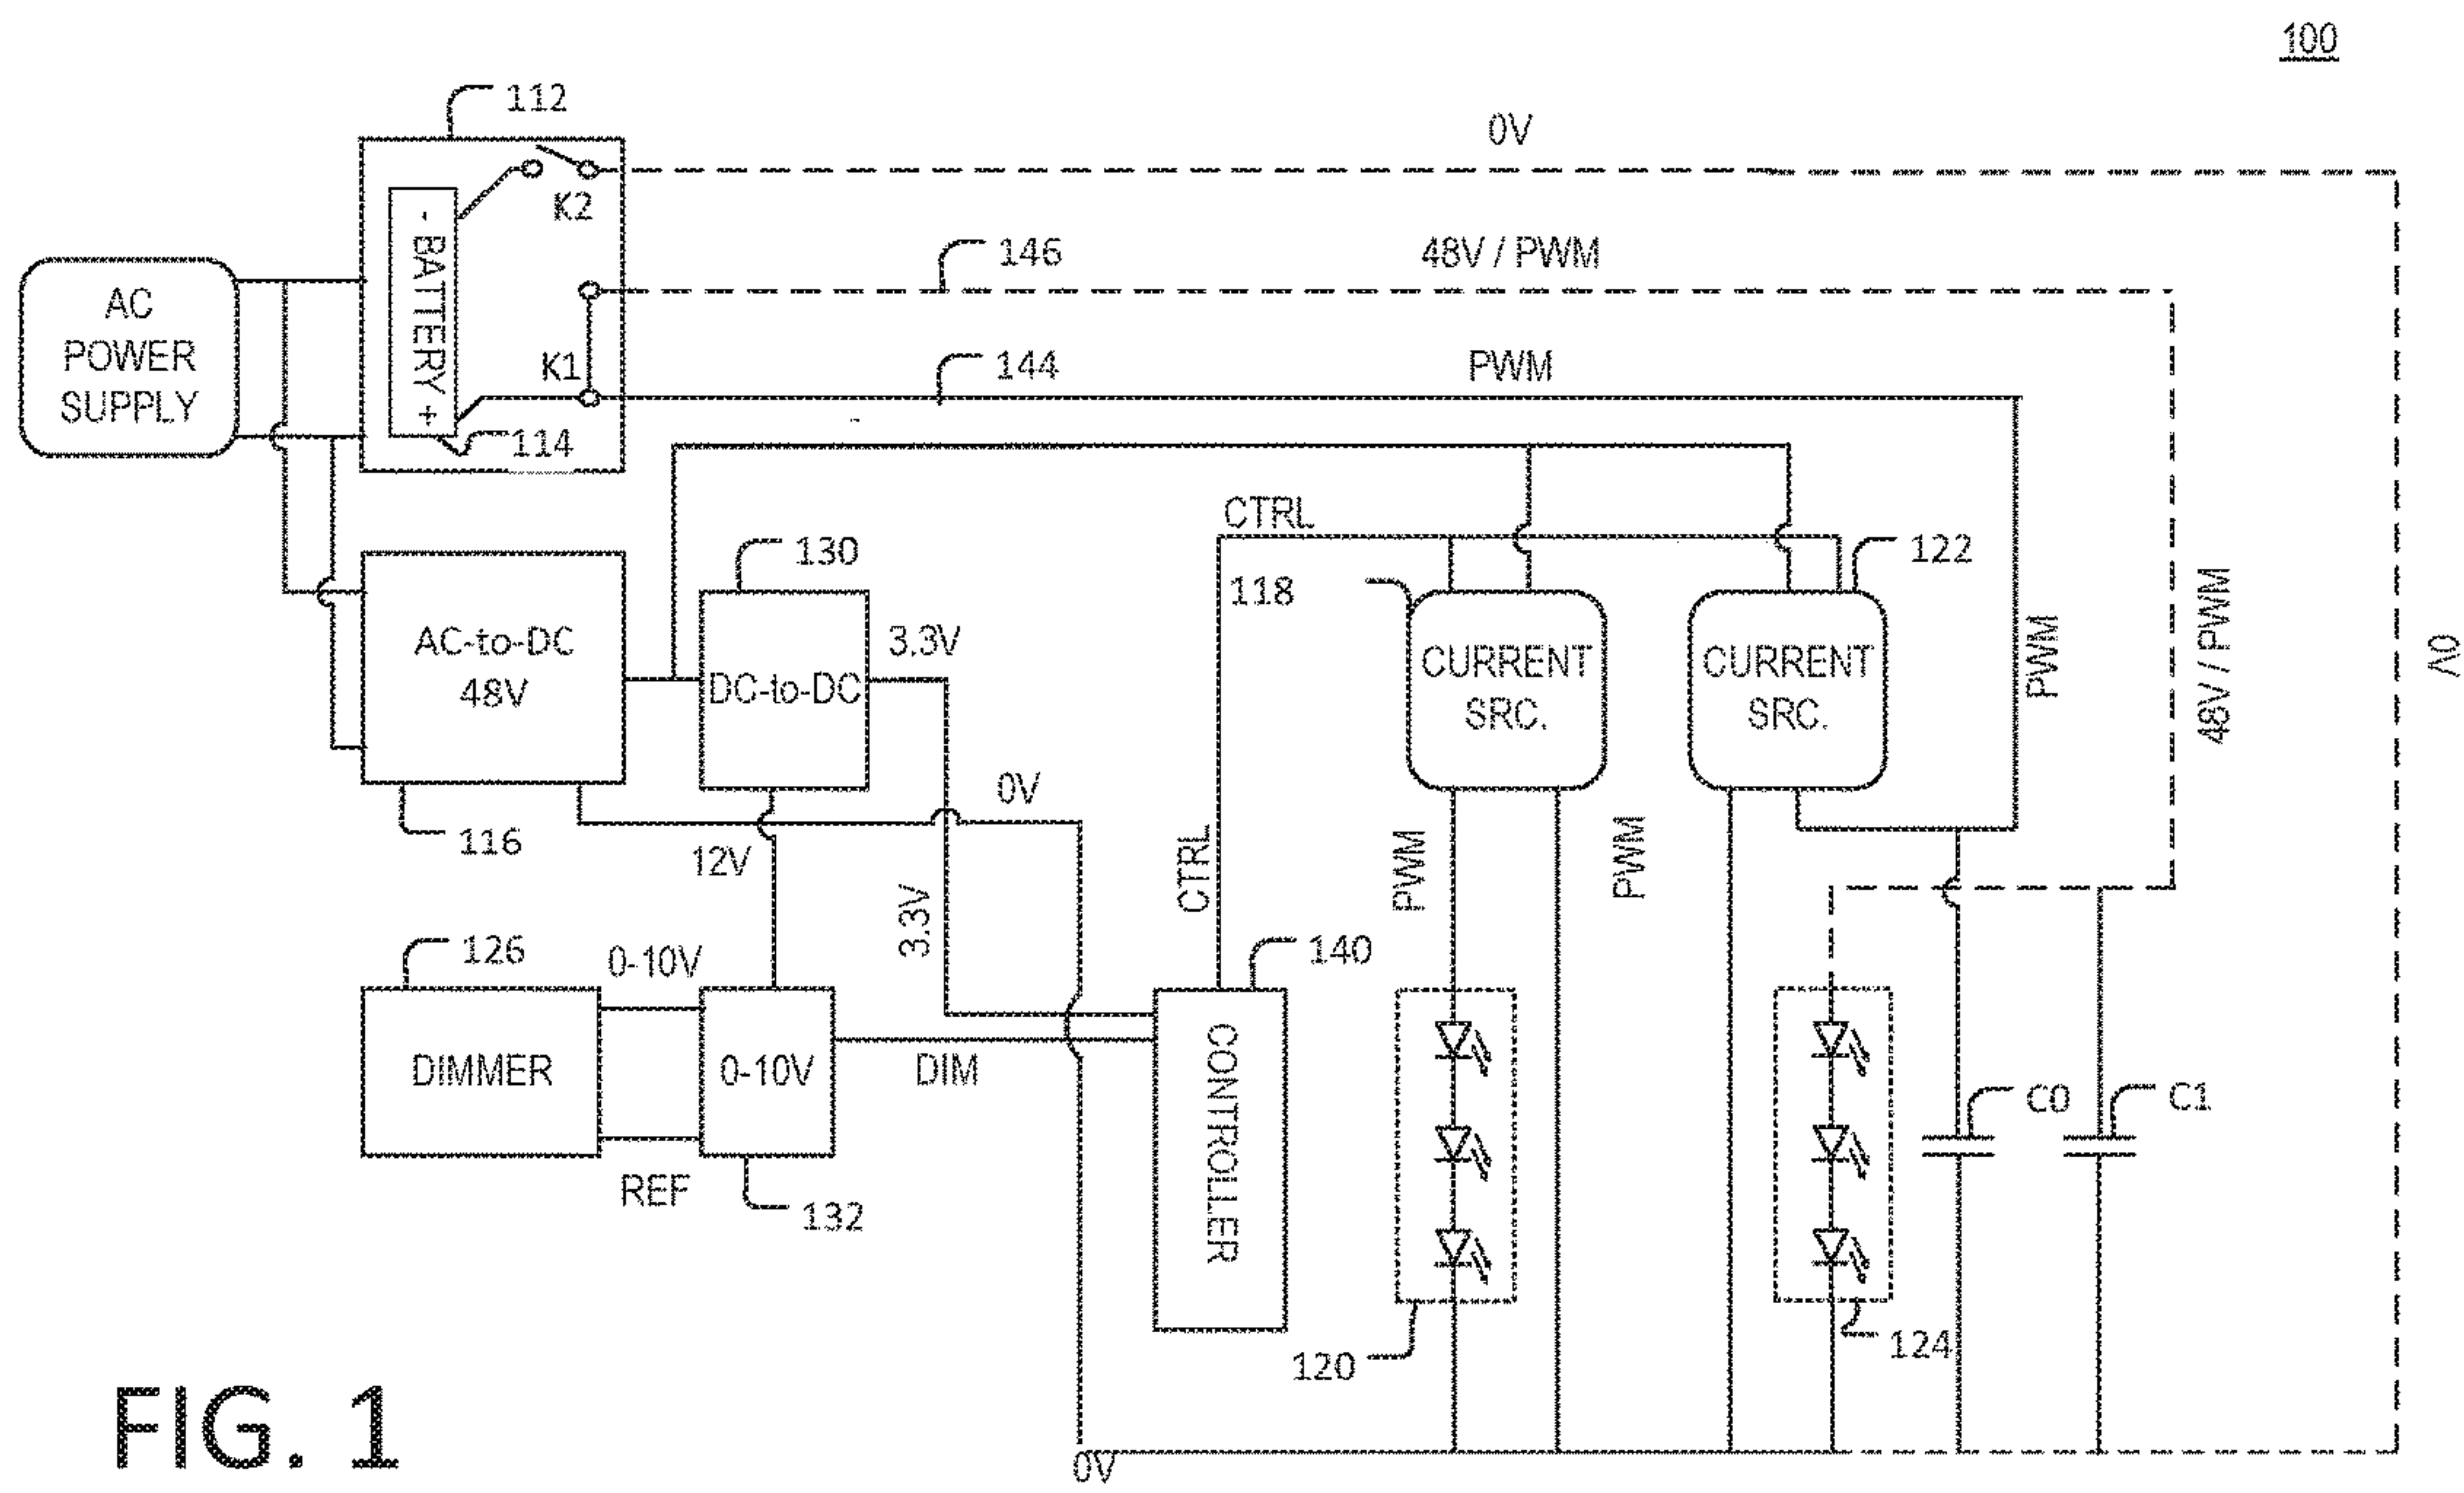 100
112
0V
K2
- BATTERY +
146
48V / PWM
AC
POWER
SUPPLY
K1
144
PWM
114
CTRL
130
118
122
AC-to-DC
48V
DC-to-DC
3.3V
CURRENT
SRC.
CURRENT
SRC.
PWM
48V / PWM
0V
0V
116
12V
3.3V
CTRL
PWM
PWM
126
0-10V
140
DIMMER
0-10V
DIM
CONTROLLER
C0
C1
REF
132
120
124
FIG. 1
0V